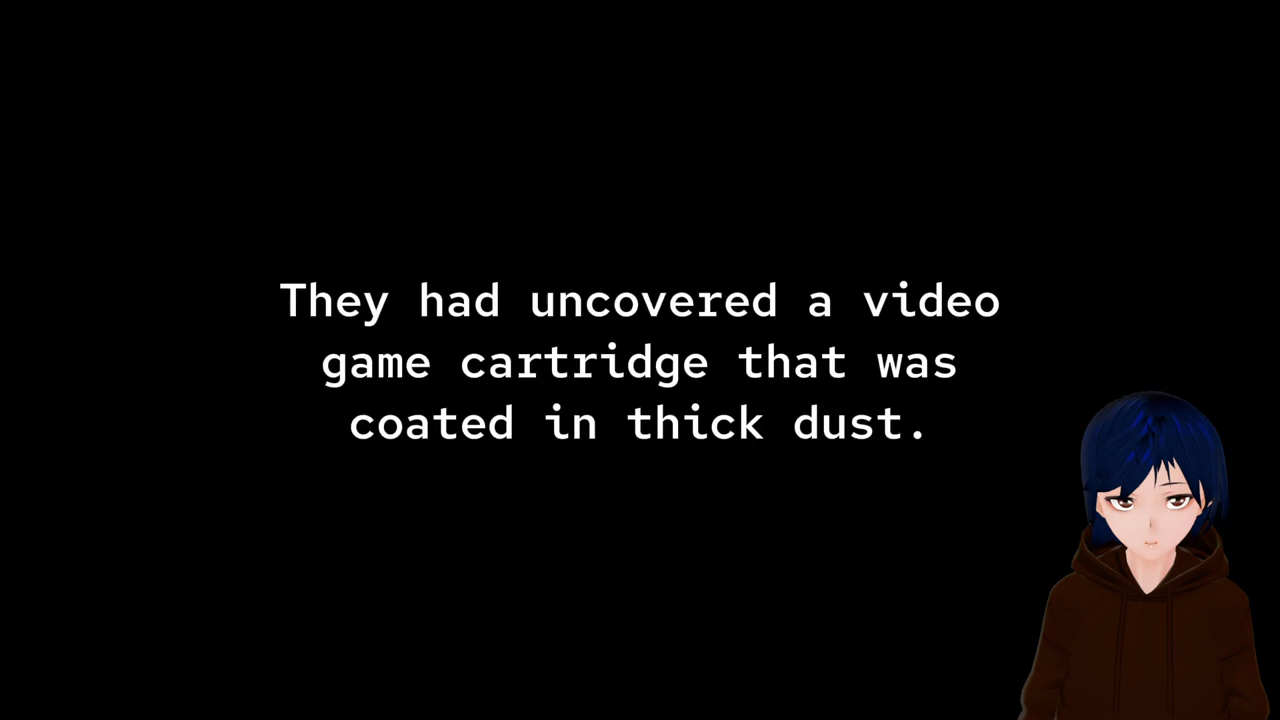 They had uncovered a video
game cartridge that was
coated in thick dust.